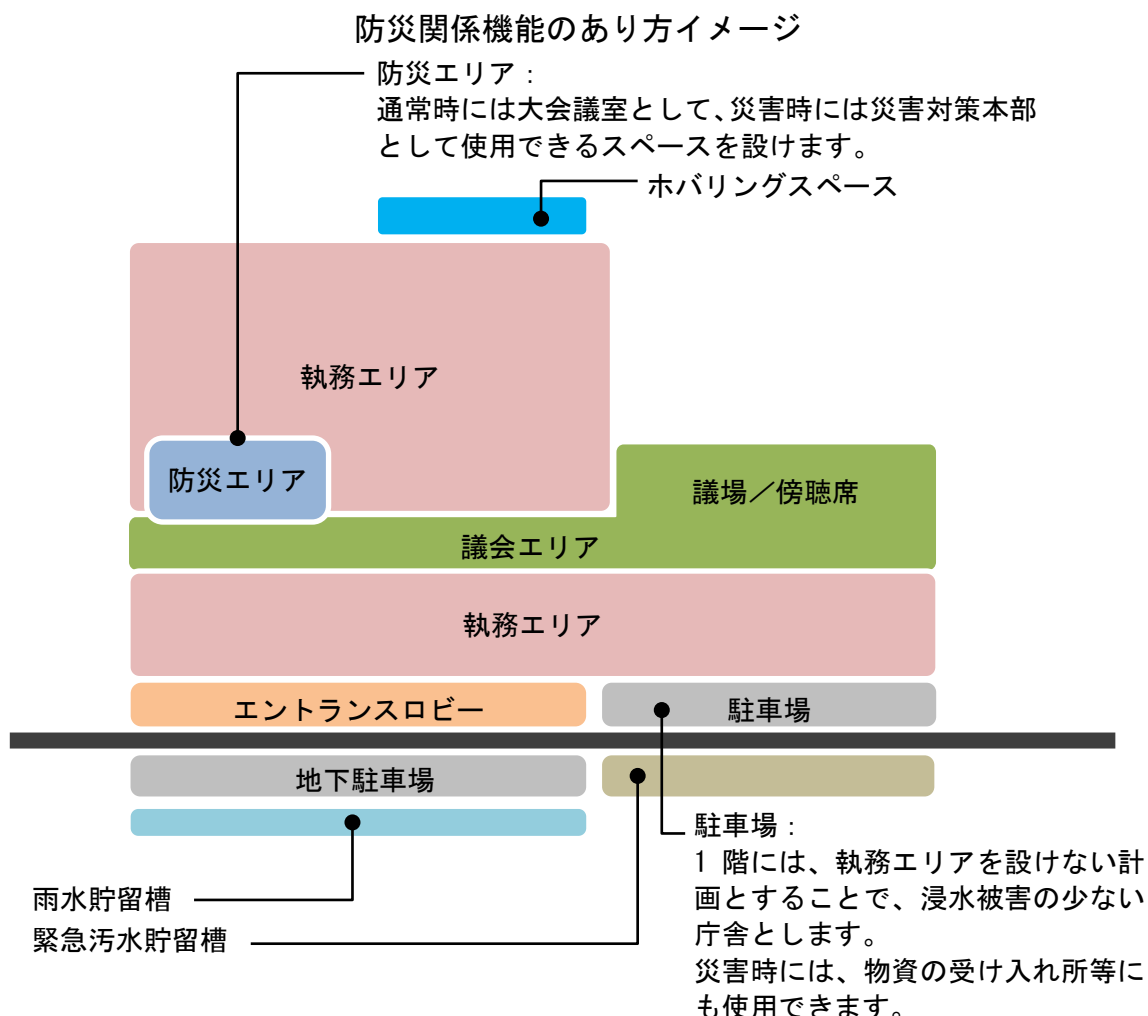 防災関係機能のあり方イメージ
防災エリア：
通常時には大会議室として、災害時には災害対策本部
として使用できるスペースを設けます。
ホバリングスペース
執務エリア
防災エリア
議場／傍聴席
議会エリア
執務エリア
エントランスロビー
駐車場
地下駐車場
駐車場：
1 階には、執務エリアを設けない計
画とすることで、浸水被害の少ない
庁舎とします。
災害時には、物資の受け入れ所等に
も使用できます。
雨水貯留槽
緊急汚水貯留槽